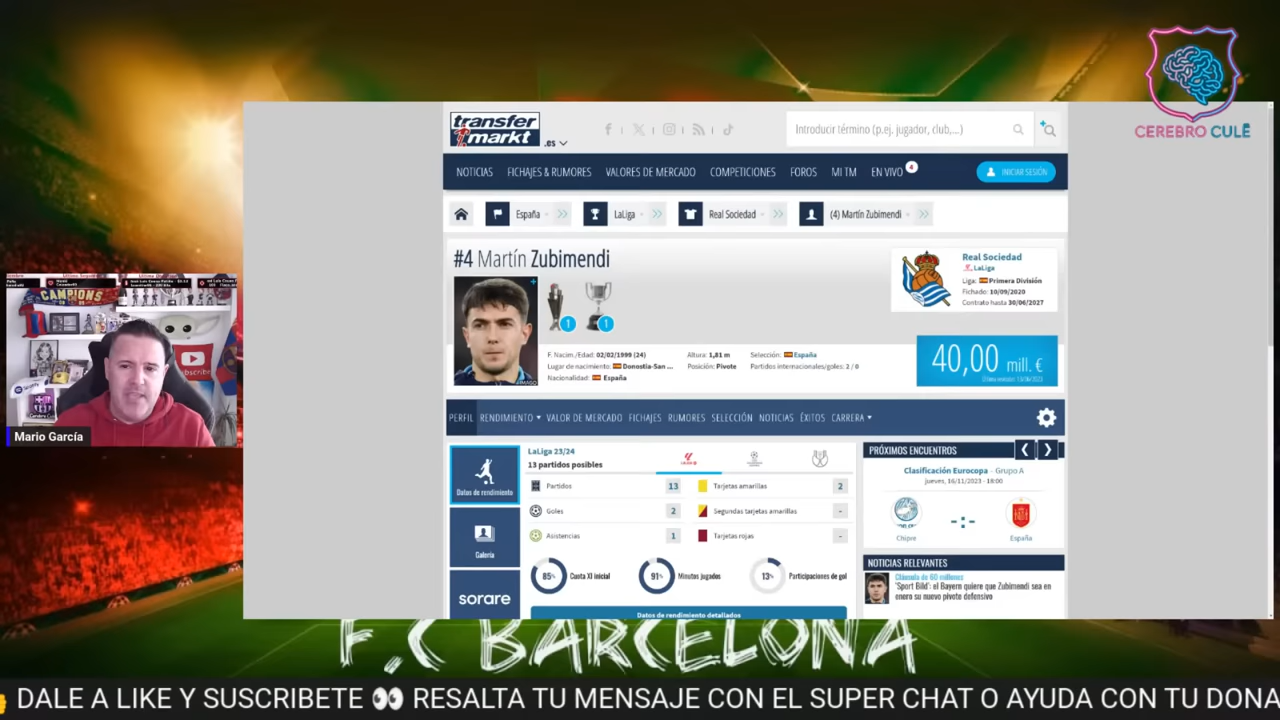 CEREBRO CULĒ
transfer
markt
.es
Introducir término (p.ej, jugador, club,...)
NOTICIAS
FICHAJES & RUMORES
VALORES DE MERCADO
COMPETICIONES
FOROS
MI TM
EN VIVO
4
INICIAR SESIÓN
España
LaLiga
Real Sociedad
(4) Martín Zubimendi
#4 Martín Zubimendi
1
1
F. Nacim./Edad: 02/02/1999 (24)
Lugar de nacimiento: Donostia-San ...
Nacionalidad: España
Altura: 1,81 m
Posición: Pivote
Selección: España
Partidos internacionales/goles: 2 / 0
Real Sociedad
LaLiga
Liga: Primera División
Fichado: 10/09/2020
Contrato hasta 30/06/2027
40,00 mill. €
PERFIL
RENDIMIENTO
VALOR DE MERCADO
FICHAJES
RUMORES
SELECCIÓN
NOTICIAS
ÉXITOS
CARRERA
Datos de rendimiento
Galería
sorare
LaLiga 23/24
13 partidos posibles
Partidos 13
Goles 2
Asistencias 1
Tarjetas amarillas 2
Segundas tarjetas amarillas -
Tarjetas rojas -
85% Cuota XI inicial
91% Minutos jugados
13% Participaciones de gol
Datos de rendimiento detallados
PRÓXIMOS ENCUENTROS
Clasificación Eurocopa - Grupo A
jueves, 16/11/2023 - 18:00
-:-
Chipre
España
NOTICIAS RELEVANTES
Cláusula de 60 millones
'Sport Bild': el Bayern quiere que Zubimendi sea en
enero su nuevo pivote defensivo
CAMPIONS
Mario García
F.C BARCELONA
DALE A LIKE Y SUSCRIBETE 👀 RESALTA TU MENSAJE CON EL SUPER CHAT O AYUDA CON TU DONA